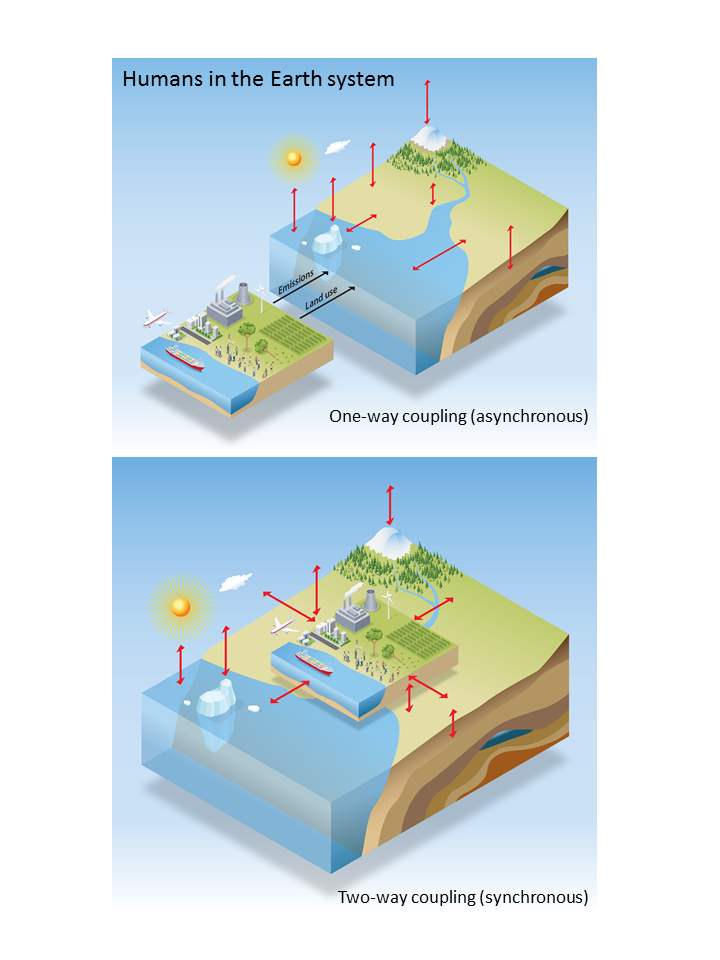 Humans in the Earth system
Emissions
Land use
One-way coupling (asynchronous)
Two-way coupling (synchronous)